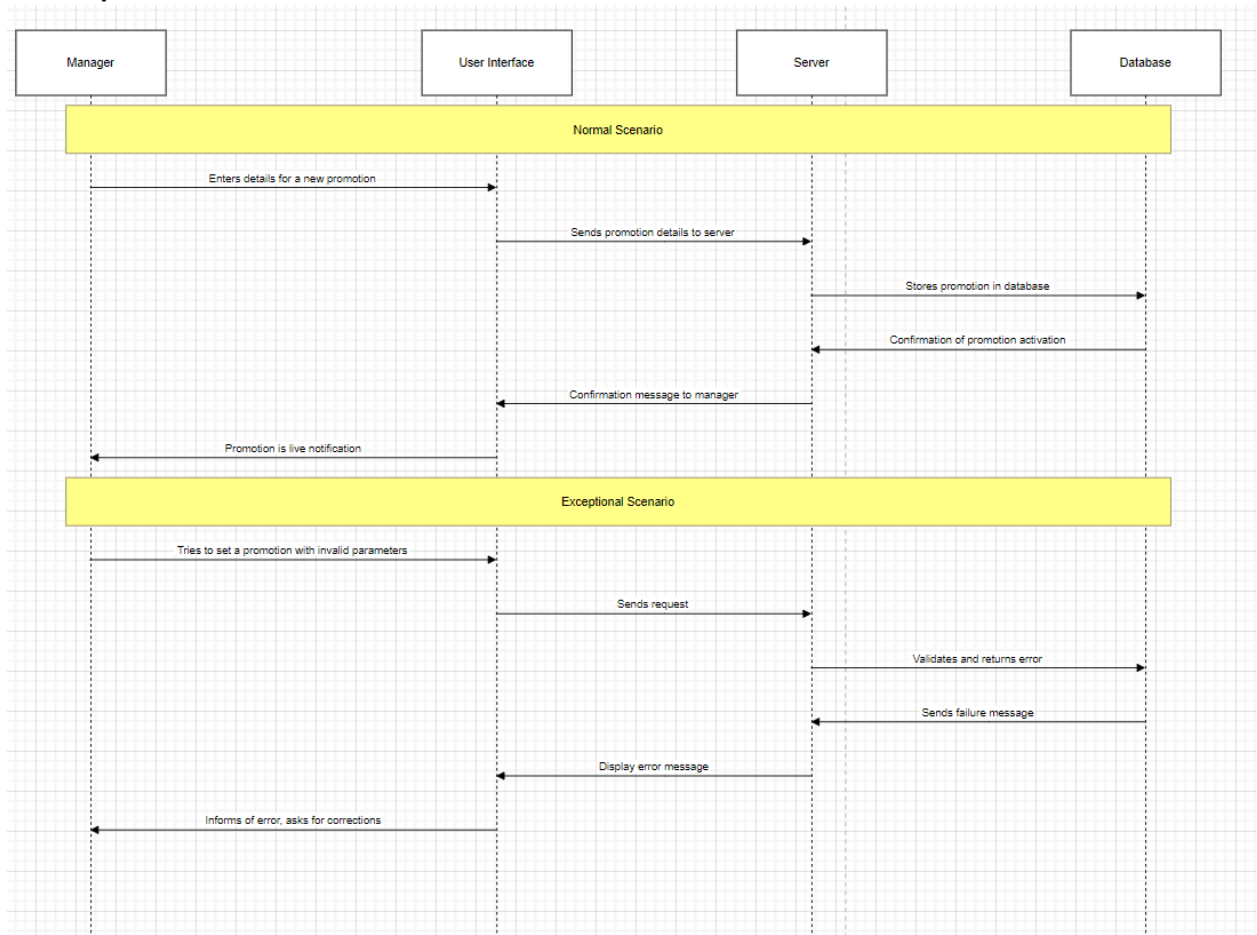 Manager
User Interface
Server
Database
Normal Scenario
Enters details for a new promotion
Sends promotion details to server
Stores promotion in database
Confirmation of promotion activation
Confirmation message to manager
Promotion is live notification
Exceptional Scenario
Tries to set a promotion with invalid parameters
Sends request
Validates and returns error
Sends failure message
Display error message
Informs of error, asks for corrections